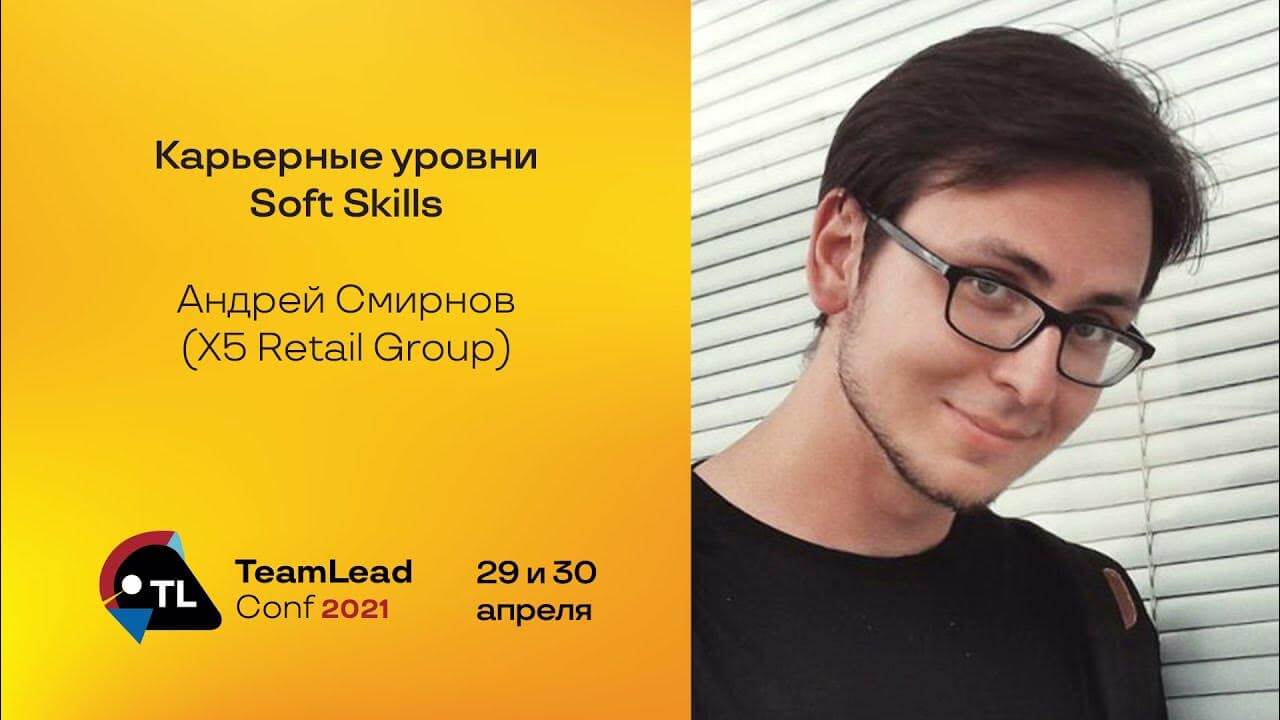 Карьерные уровни
Soft Skills
Андрей Смирнов
(X5 Retail Group)
TL
TeamLead
Conf 2021
29 и 30
апреля